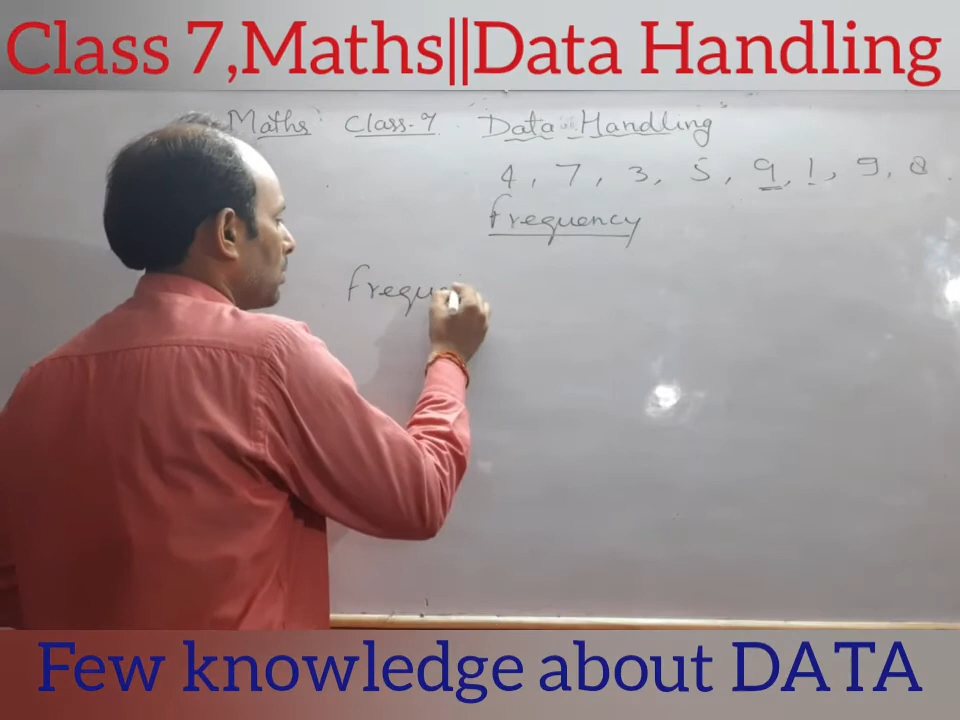 Class 7,Maths||Data Handling
Maths Class-7 Data Handling
4, 7, 3, 5, 9, 1, 9, 8
Frequency
Frequ
Few knowledge about DATA